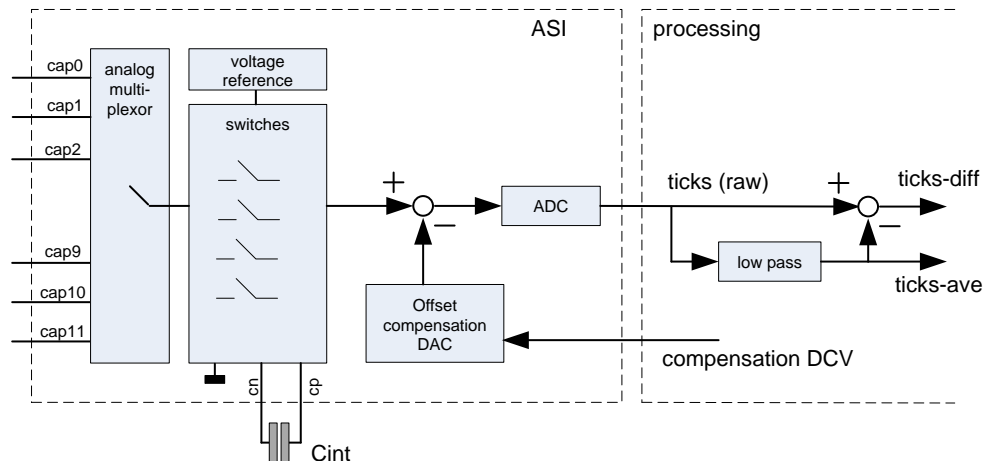 ASI
processing
cap0
cap1
cap2
cap9
cap10
cap11
analog
multi-
plexor
voltage
reference
switches
+
−
ADC
Offset
compensation
DAC
cn
cp
Cint
ticks (raw)
+
−
ticks-diff
low pass
ticks-ave
compensation DCV